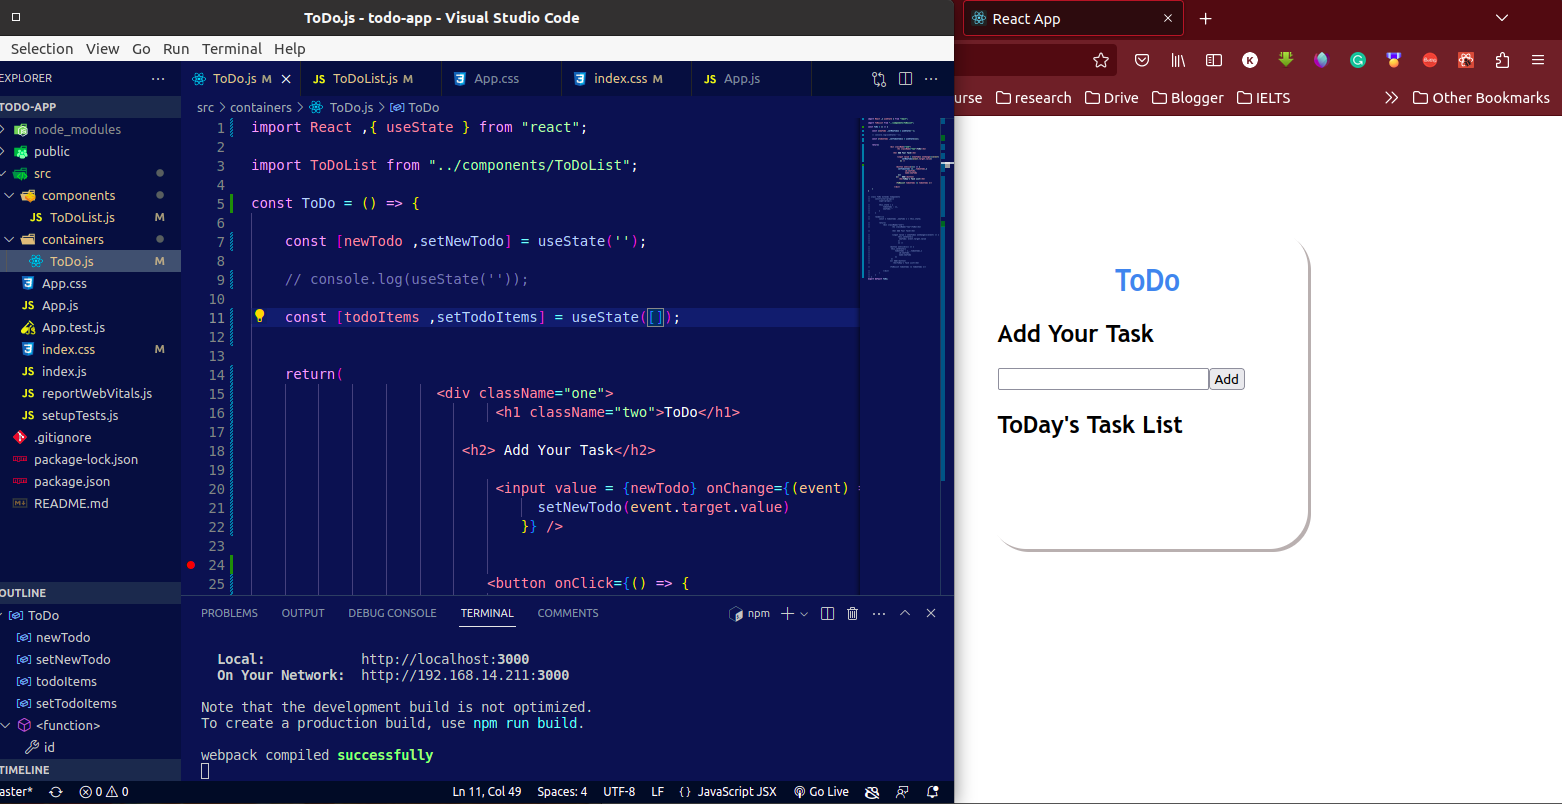 ToDo.js - todo-app - Visual Studio Code
Selection View Go Run Terminal Help
EXPLORER
TODO-APP
node_modules
public
src
components
ToDoList.js M
containers
ToDo.js M
App.css
App.js
App.test.js
index.css M
index.js
reportWebVitals.js
setupTests.js
.gitignore
package-lock.json
package.json
README.md
OUTLINE
ToDo
newTodo
setNewTodo
todoItems
setTodoItems
<function>
id
TIMELINE
ToDo.js M JS ToDoList.js M App.css index.css M JS App.js
src > containers > ToDo.js > ToDo
1 import React ,{ useState } from "react";
2
3 import ToDoList from "../components/ToDoList";
4
5 const ToDo = () => {
6
7 const [newTodo ,setNewTodo] = useState('');
8
9 // console.log(useState(''));
10
11 const [todoItems ,setTodoItems] = useState([]);
12
13
14 return(
15 <div className="one">
16 <h1 className="two">ToDo</h1>
17
18 <h2> Add Your Task</h2>
19
20 <input value = {newTodo} onChange={(event) =
21 setNewTodo(event.target.value)
22 }} />
23
24
25 <button onClick={() => {
PROBLEMS OUTPUT DEBUG CONSOLE TERMINAL COMMENTS npm
Local: http://localhost:3000
On Your Network: http://192.168.14.211:3000
Note that the development build is not optimized.
To create a production build, use npm run build.
webpack compiled successfully
aster* 0 0 Ln 11, Col 49 Spaces: 4 UTF-8 LF {} JavaScript JSX Go Live
React App
urse research Drive Blogger IELTS Other Bookmarks
ToDo
Add Your Task
Add
ToDay's Task List